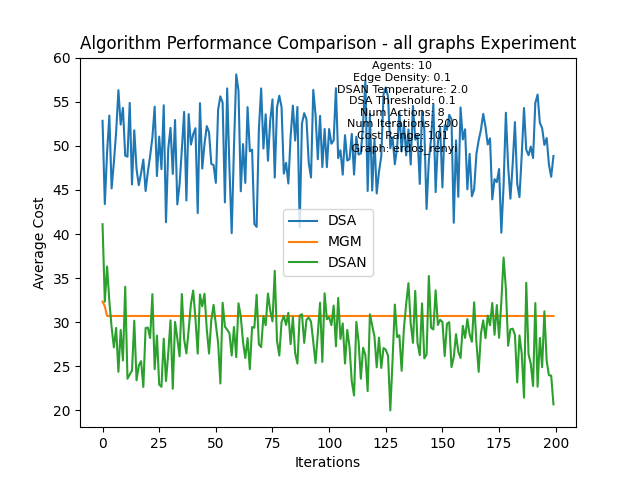 Algorithm Performance Comparison - all graphs Experiment
Agents: 10
Edge Density: 0.1
DSAN Temperature: 2.0
DSA Threshold: 0.1
Num Actions: 8
Num Iterations: 200
Cost Range: 101
Graph: erdos_renyi
60
55
50
45
40
35
30
25
20
Average Cost
DSA
MGM
DSAN
0
25
50
75
100
125
150
175
200
Iterations